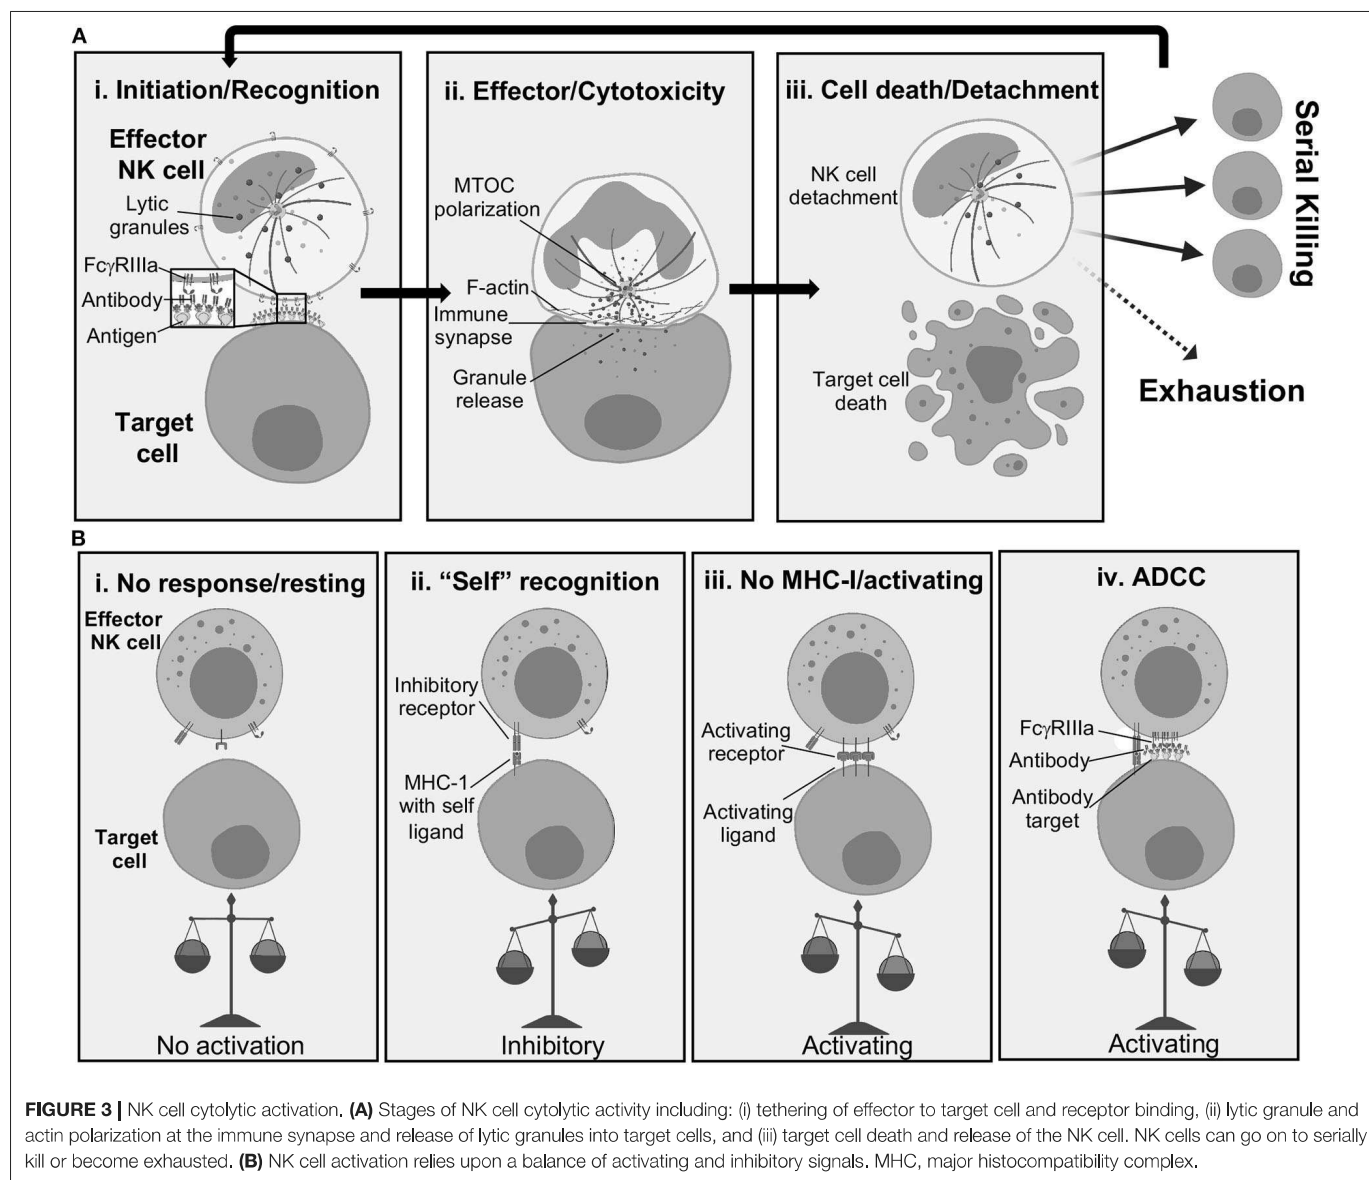 A
i. Initiation/Recognition
Effector
NK cell
Lytic
granules
FcγRIIIa
Antibody
Antigen
Target
cell
ii. Effector/Cytotoxicity
MTOC
polarization
F-actin
Immune
synapse
Granule
release
iii. Cell death/Detachment
NK cell
detachment
Target cell
death
Serial Killing
Exhaustion
B
i. No response/resting
Effector
NK cell
Target
cell
No activation
ii. “Self” recognition
Inhibitory
receptor
MHC-1
with self
ligand
Inhibitory
iii. No MHC-I/activating
Activating
receptor
Activating
ligand
Activating
iv. ADCC
FcγRIIIa
Antibody
Antibody
target
Activating
FIGURE 3 | NK cell cytolytic activation. (A) Stages of NK cell cytolytic activity including: (i) tethering of effector to target cell and receptor binding, (ii) lytic granule and
actin polarization at the immune synapse and release of lytic granules into target cells, and (iii) target cell death and release of the NK cell. NK cells can go on to serially
kill or become exhausted. (B) NK cell activation relies upon a balance of activating and inhibitory signals. MHC, major histocompatibility complex.